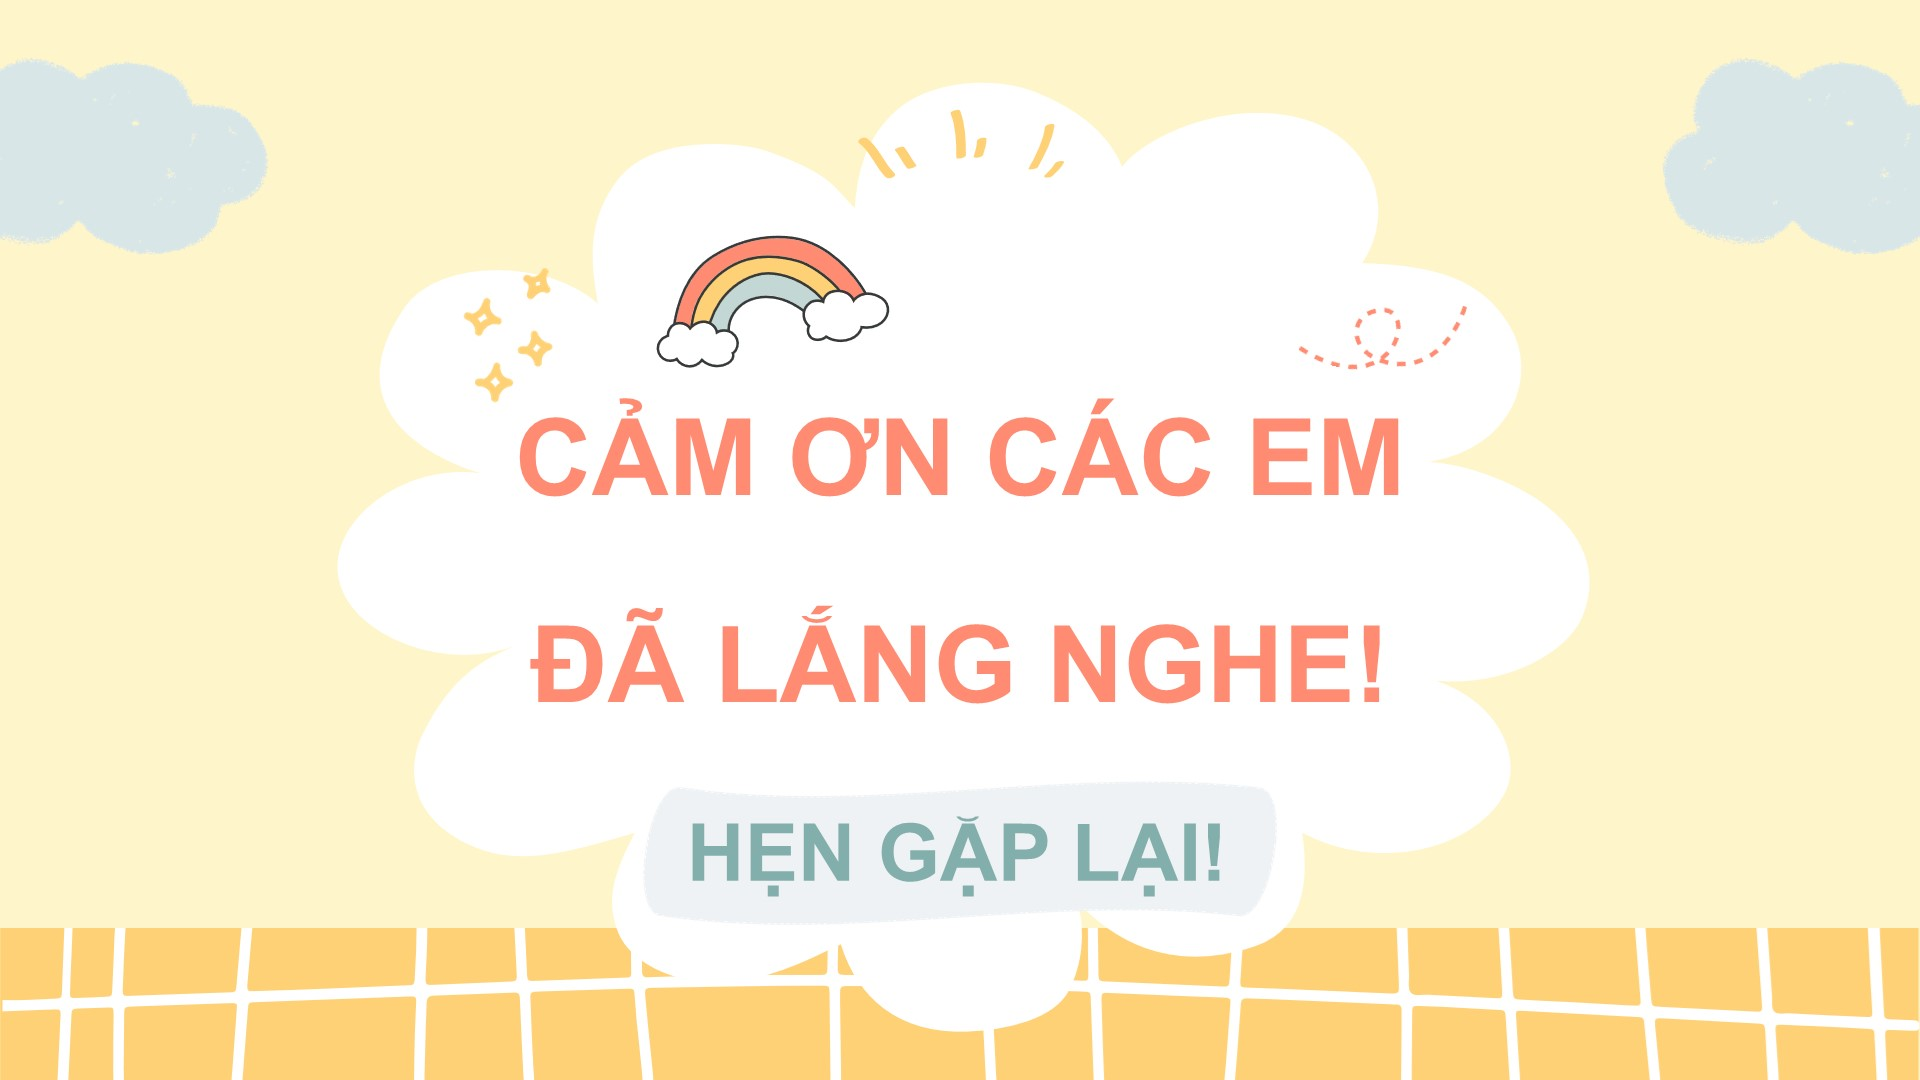 CẢM ƠN CÁC EM
ĐÃ LẮNG NGHE!
HẸN GẶP LẠI!